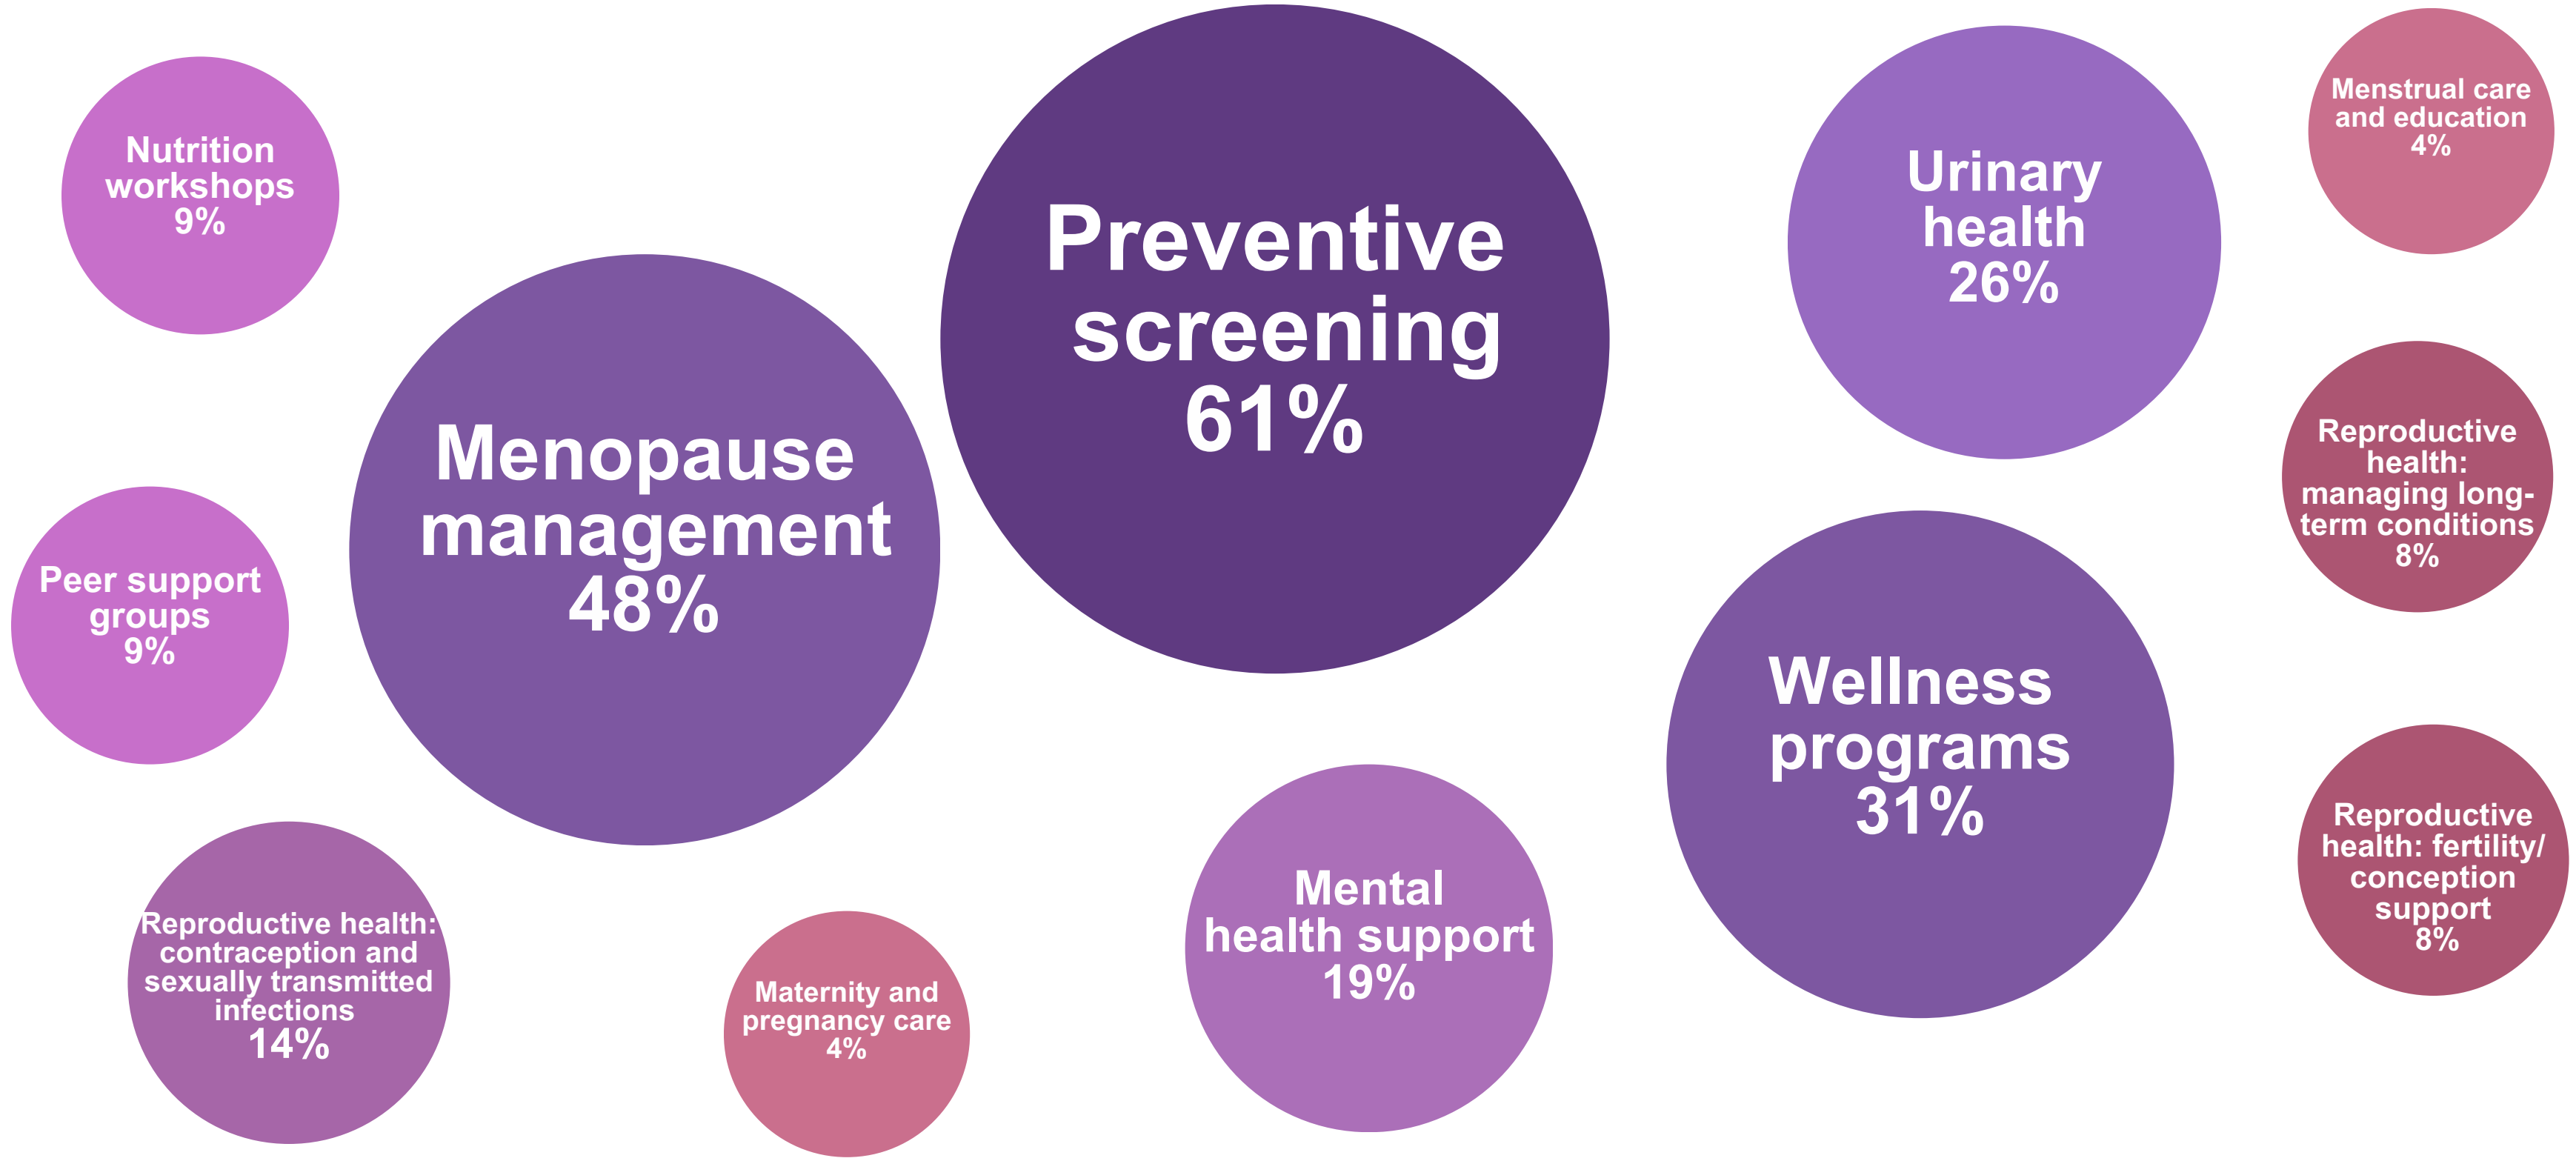 Nutrition
workshops
9%
Peer support
groups
9%
Reproductive health:
contraception and
sexually transmitted
infections
14%
Menopause
management
48%
Maternity and
pregnancy care
4%
Preventive
screening
61%
Mental
health support
19%
Urinary
health
26%
Wellness
programs
31%
Menstrual care
and education
4%
Reproductive
health:
managing long-
term conditions
8%
Reproductive
health: fertility/
conception
support
8%